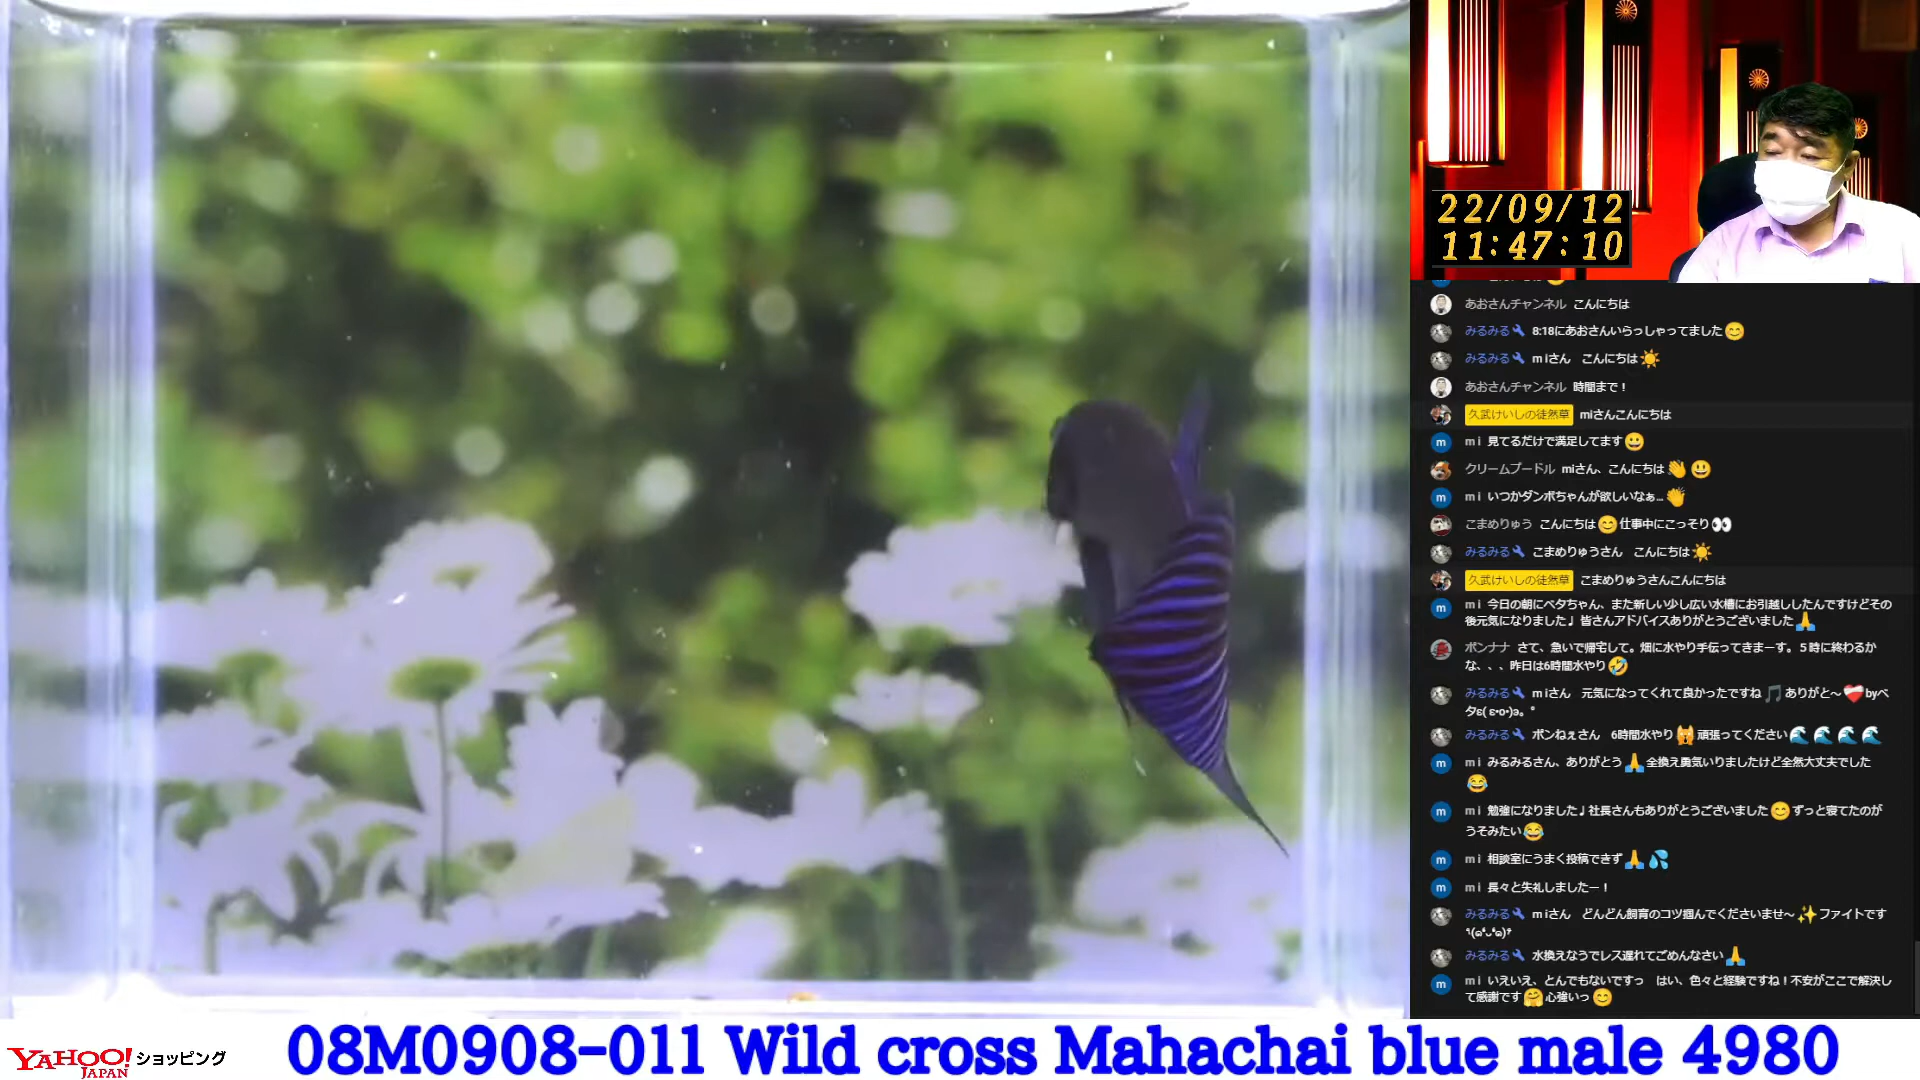 22/09/12
11:47:10
あおさんチャンネル こんにちは
みるみる 8:18にあおさんいらっしゃってました😊
みるみる miさん こんにちは☀️
あおさんチャンネル 時間まで！
久武けいしの徒然草 miさんこんにちは
m i 見てるだけで満足してます😀
クリームプードル miさん、こんにちは👋😃
m i いつかダンボちゃんが欲しいなぁ...👏
こまめりゅう こんにちは😊仕事中にこっそり👀
みるみる こまめりゅうさん こんにちは☀️
久武けいしの徒然草 こまめりゅうさんこんにちは
m i 今日の朝にベタちゃん、また新しい少し広い水槽にお引越ししたんですけどその
後元気になりました♩ 皆さんアドバイスありがとうございました🙏
ボンナナ さて、急いで帰宅して。畑に水やり手伝ってきまーす。５時に終わるか
な、、、昨日は6時間水やり🤣
みるみる miさん 元気になってくれて良かったですね🎵ありがと〜❤️‍🩹byベ
タε( ε•o•)э｡ﾟ
みるみる ボンねぇさん 6時間水やり🙀頑張ってください🌊🌊🌊🌊
m i みるみるさん、ありがとう🙏全換え勇気いりましたけど全然大丈夫でした
😂
m i 勉強になりました♩社長さんもありがとうございました😊ずっと寝てたのが
うそみたい😂
m i 相談室にうまく投稿できず🙏💦
m i 長々と失礼しましたー！
みるみる miさん どんどん飼育のコツ掴んでくださいませ〜✨ファイトです
みるみる 水換えなうでレス遅れてごめんなさい🙏
m i いえいえ、とんでもないですっ はい、色々と経験ですね！不安がここで解決し
て感謝です🤗心強いっ😊
YAHOO! JAPAN ショッピング
08M0908-011 Wild cross Mahachai blue male 4980